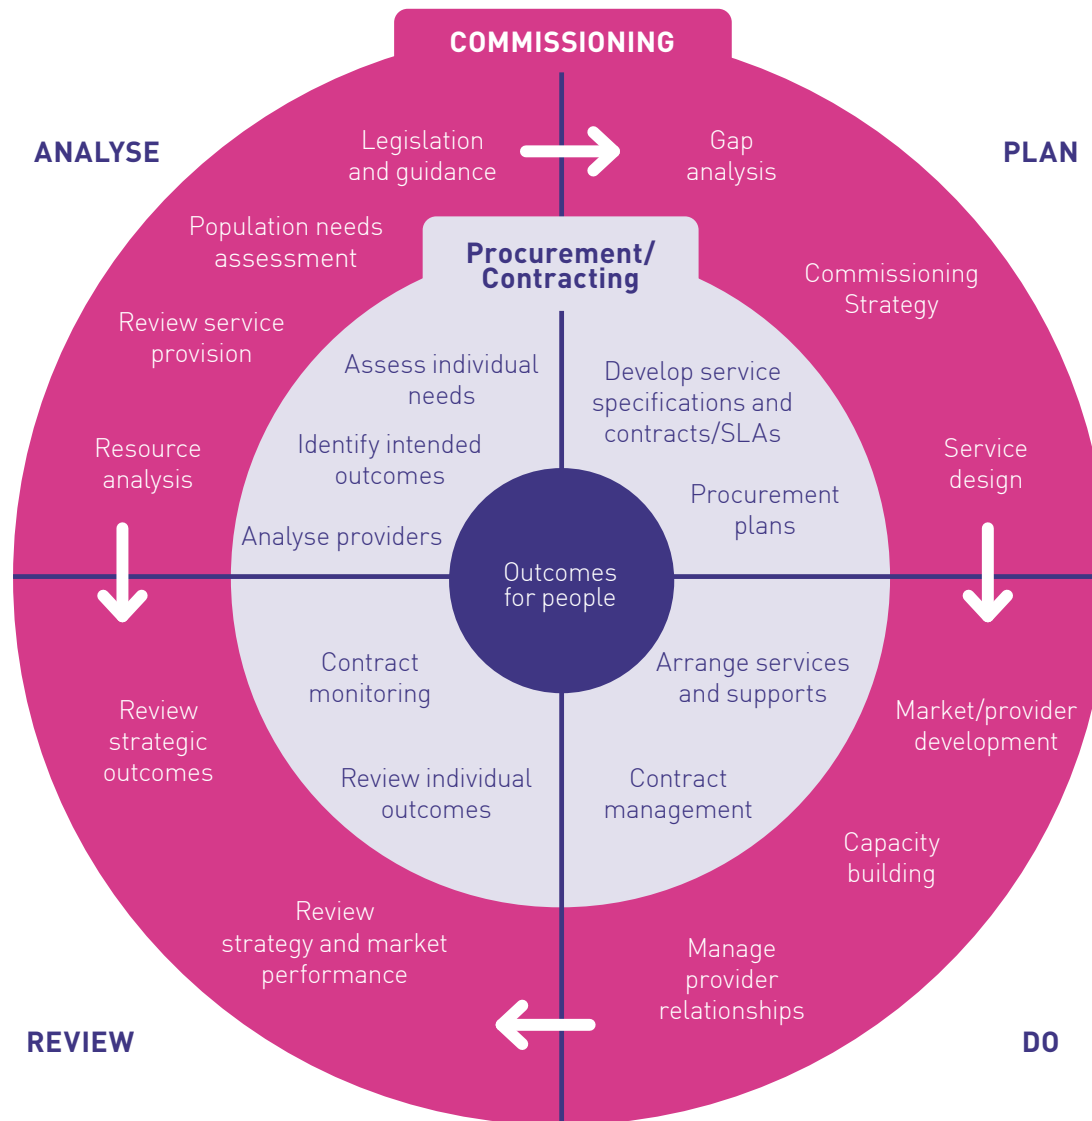 COMMISSIONING
ANALYSE
PLAN
Legislation
and guidance
Gap
analysis
Population needs
assessment
Commissioning
Strategy
Review service
provision
Resource
analysis
Service
design
Procurement/
Contracting
Assess individual
needs
Develop service
specifications and
contracts/SLAs
Identify intended
outcomes
Procurement
plans
Analyse providers
Outcomes
for people
Contract
monitoring
Arrange services
and supports
Review individual
outcomes
Contract
management
Review
strategic
outcomes
Market/provider
development
Capacity
building
Review
strategy and market
performance
Manage
provider
relationships
REVIEW
DO